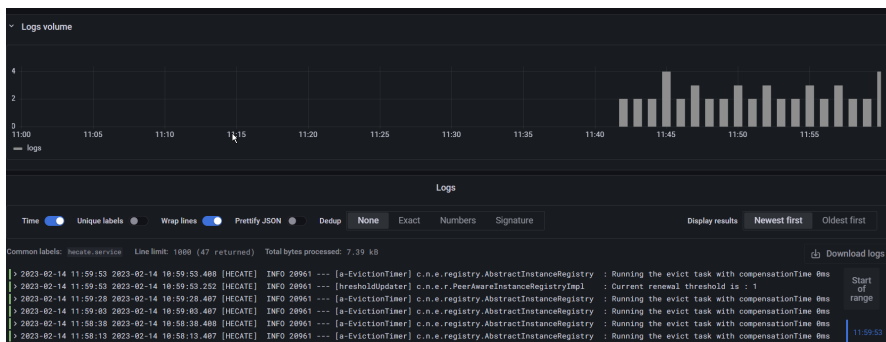 Logs volume
4
2
0
11:00 11:05 11:10 11:15 11:20 11:25 11:30 11:35 11:40 11:45 11:50 11:55
logs
Logs
Time Unique labels Wrap lines Prettify JSON Dedup None Exact Numbers Signature Display results Newest first Oldest first
Common labels: hecate.service Line limit: 1000 (47 returned) Total bytes processed: 7.39 kB Download logs
> 2023-02-14 11:59:53 2023-02-14 10:59:53.408 [HECATE] INFO 20961 --- [a-EvictionTimer] c.n.e.registry.AbstractInstanceRegistry : Running the evict task with compensationTime 0ms
> 2023-02-14 11:59:53 2023-02-14 10:59:53.252 [HECATE] INFO 20961 --- [hresholdUpdater] c.n.e.r.PeerAwareInstanceRegistryImpl : Current renewal threshold is : 1
> 2023-02-14 11:59:28 2023-02-14 10:59:28.407 [HECATE] INFO 20961 --- [a-EvictionTimer] c.n.e.registry.AbstractInstanceRegistry : Running the evict task with compensationTime 0ms
> 2023-02-14 11:59:03 2023-02-14 10:59:03.407 [HECATE] INFO 20961 --- [a-EvictionTimer] c.n.e.registry.AbstractInstanceRegistry : Running the evict task with compensationTime 0ms
> 2023-02-14 11:58:38 2023-02-14 10:58:38.408 [HECATE] INFO 20961 --- [a-EvictionTimer] c.n.e.registry.AbstractInstanceRegistry : Running the evict task with compensationTime 0ms
> 2023-02-14 11:58:13 2023-02-14 10:58:13.407 [HECATE] INFO 20961 --- [a-EvictionTimer] c.n.e.registry.AbstractInstanceRegistry : Running the evict task with compensationTime 0ms
Start
of
range
11:59:53